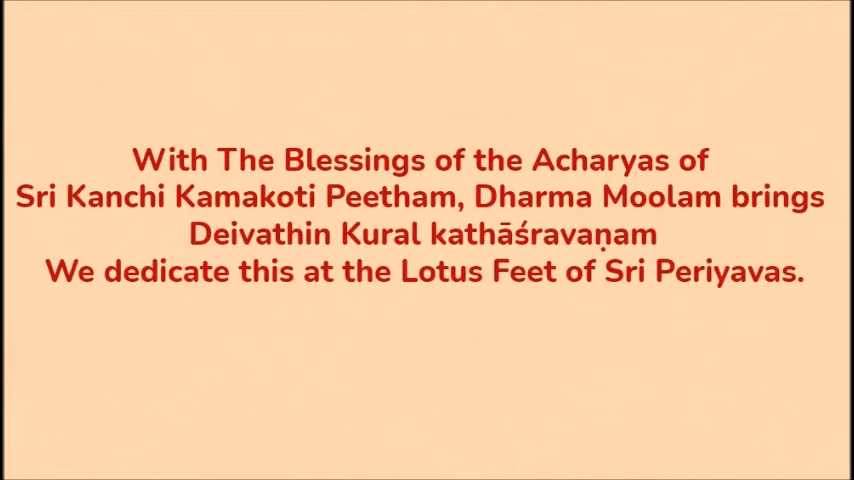 With The Blessings of the Acharyas of
Sri Kanchi Kamakoti Peetham, Dharma Moolam brings
Deivathin Kural kathāśravaṇam
We dedicate this at the Lotus Feet of Sri Periyavas.